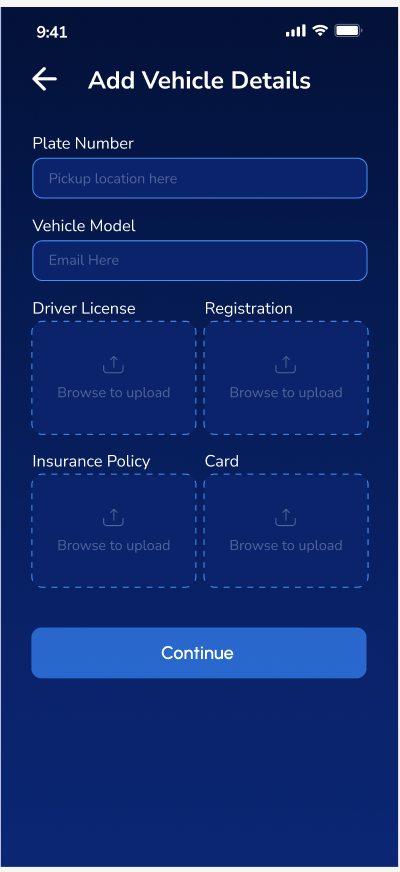 9:41
Add Vehicle Details
Plate Number
Pickup location here
Vehicle Model
Email Here
Driver License
Registration
Browse to upload
Browse to upload
Insurance Policy
Card
Browse to upload
Browse to upload
Continue